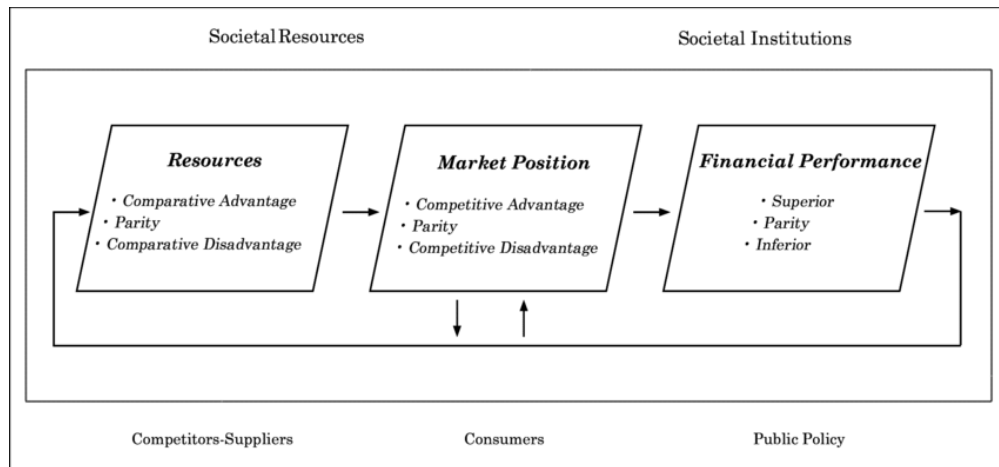 Societal Resources
Societal Institutions
Resources
• Comparative Advantage
• Parity
• Comparative Disadvantage
Market Position
• Competitive Advantage
• Parity
• Competitive Disadvantage
Financial Performance
• Superior
• Parity
• Inferior
Competitors-Suppliers
Consumers
Public Policy